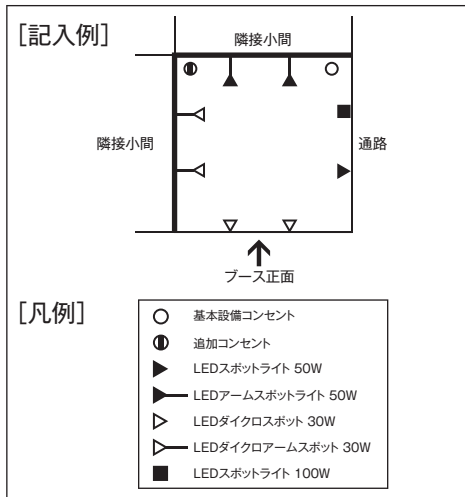 [記入例]
隣接小間
隣接小間
通路
ブース正面
[凡例]
基本設備コンセント
追加コンセント
LEDスポットライト 50W
LEDアームスポットライト 50W
LEDダイクロスポット 30W
LEDダイクロアームスポット 30W
LEDスポットライト 100W